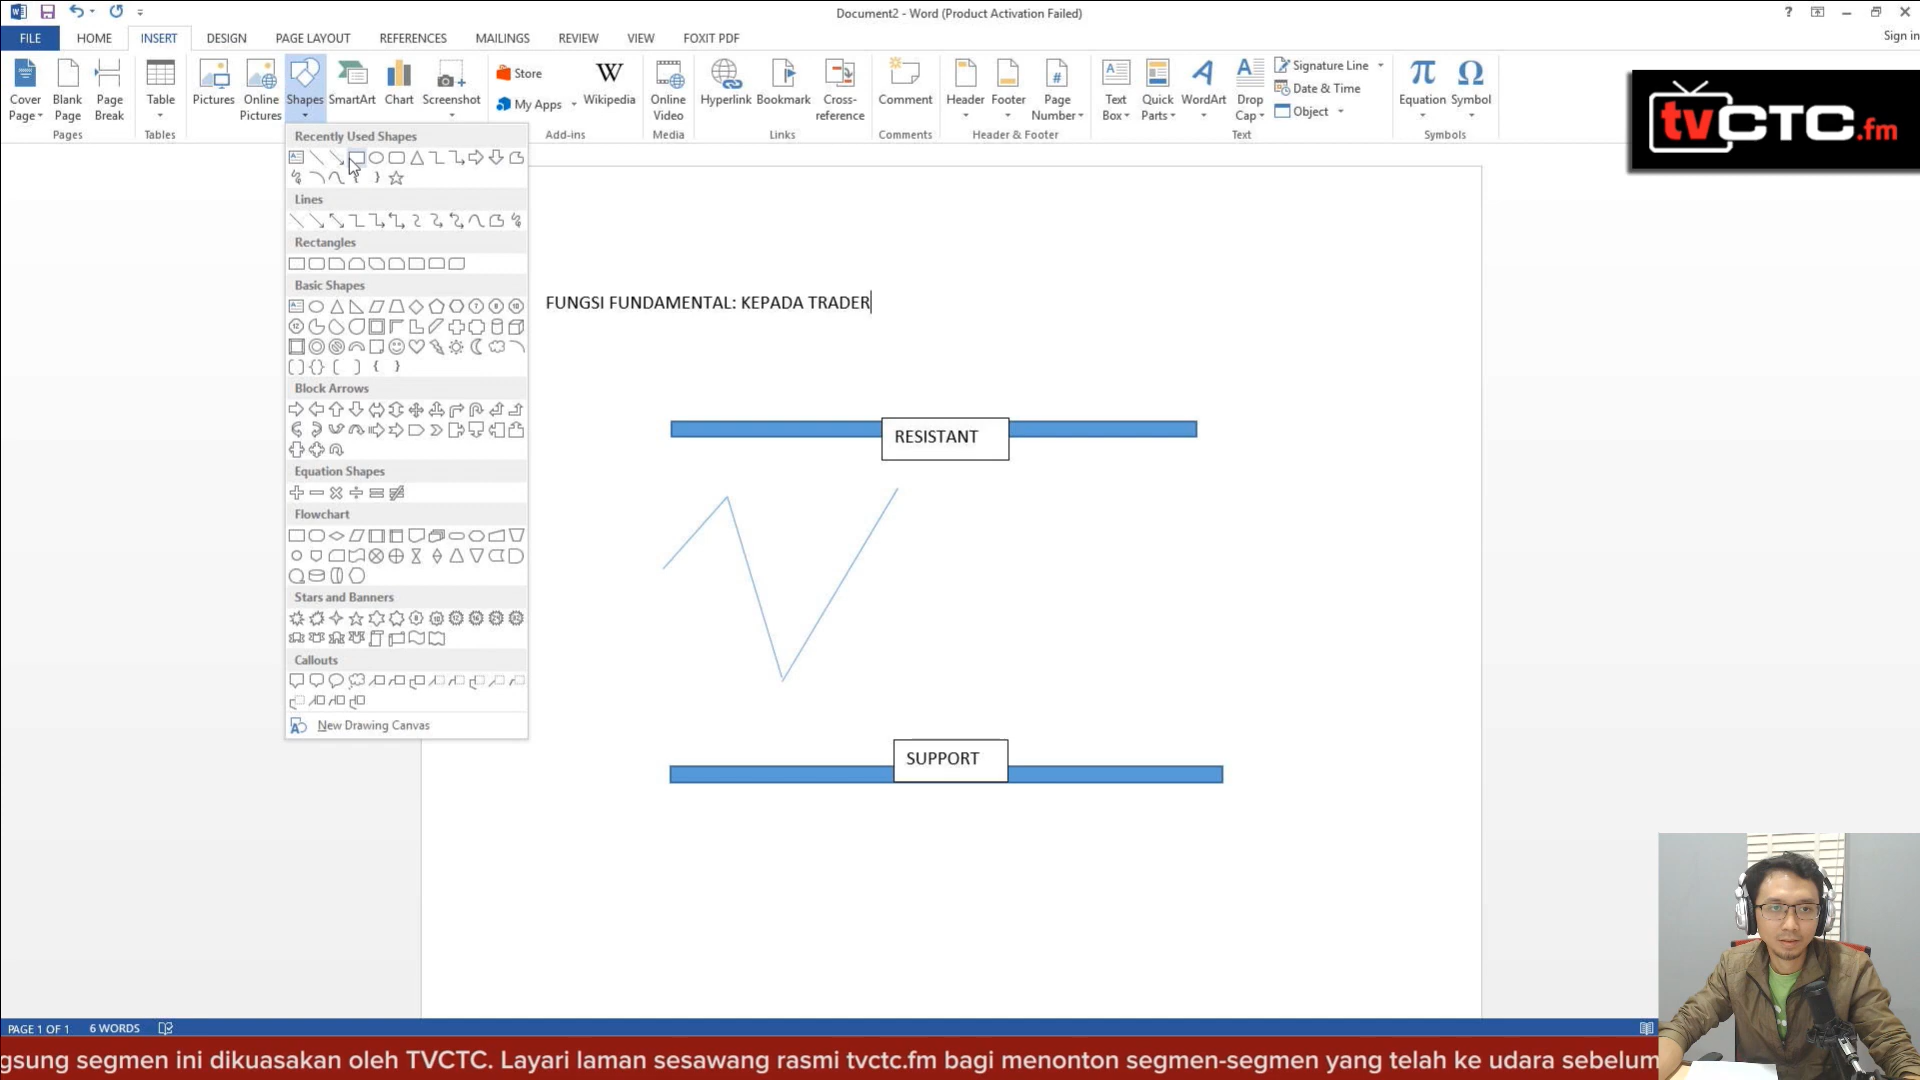 Document2 - Word (Product Activation Failed)
FILE HOME INSERT DESIGN PAGE LAYOUT REFERENCES MAILINGS REVIEW VIEW FOXIT PDF Sign in
Cover Page
Blank Page
Page Break
Pages
Table
Tables
Pictures
Online Pictures
Shapes
SmartArt
Chart
Screenshot
Store
My Apps
Wikipedia
Add-ins
Online Video
Media
Hyperlink
Bookmark
Cross-reference
Links
Comment
Comments
Header
Footer
Page Number
Header & Footer
Text Box
Quick Parts
WordArt
Drop Cap
Signature Line
Date & Time
Object
Text
Equation
Symbol
Symbols
tvCTC.fm
Recently Used Shapes
Lines
Rectangles
Basic Shapes
Block Arrows
Equation Shapes
Flowchart
Stars and Banners
Callouts
New Drawing Canvas
FUNGSI FUNDAMENTAL: KEPADA TRADER
RESISTANT
SUPPORT
PAGE 1 OF 1 6 WORDS
gsung segmen ini dikuasakan oleh TVCTC. Layari laman sesawang rasmi tvctc.fm bagi menonton segmen-segmen yang telah ke udara sebelum